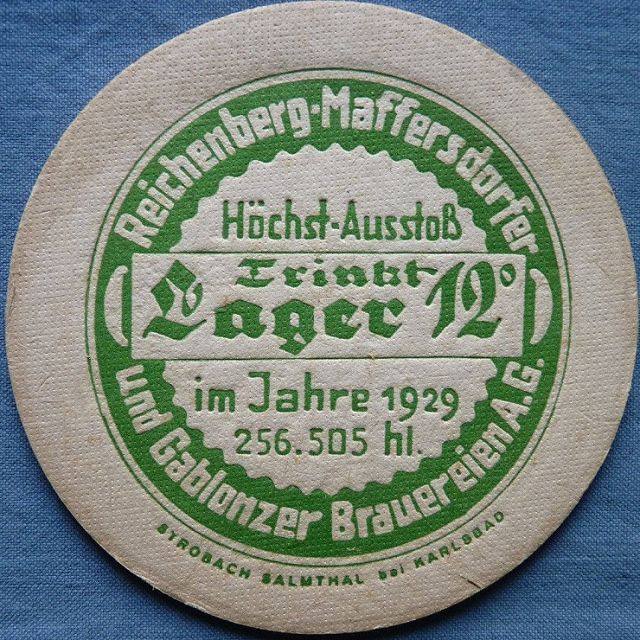 Reichenberg-Maffersdorfer
Höchst-Ausstoß
Trinkt
Lager 12°
im Jahre 1929
256.505 hl.
und Gablonzer Brauereien A.G.
STROBACH SALMTHAL bei KARLSBAD